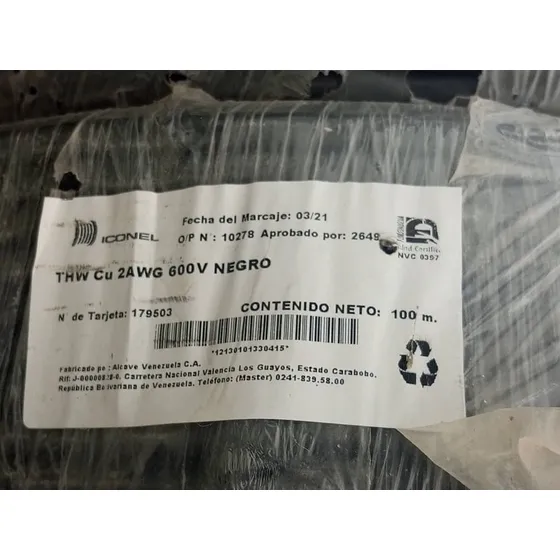 Fecha del Marcaje: 03/21
ICONEL
O/P N°: 10278 Aprobado por: 2649
NVC 0397
THW Cu 2AWG 600V NEGRO
N° de Tarjeta: 179503
CONTENIDO NETO: 100 m.
*12130101330415*
Fabricado por: Alcave Venezuela C.A.
Rif: Carretera Nacional Valencia Los Guayos, Estado Carabobo.
República Bolivariana de Venezuela. Teléfono: (Master) 0241-839.58.00